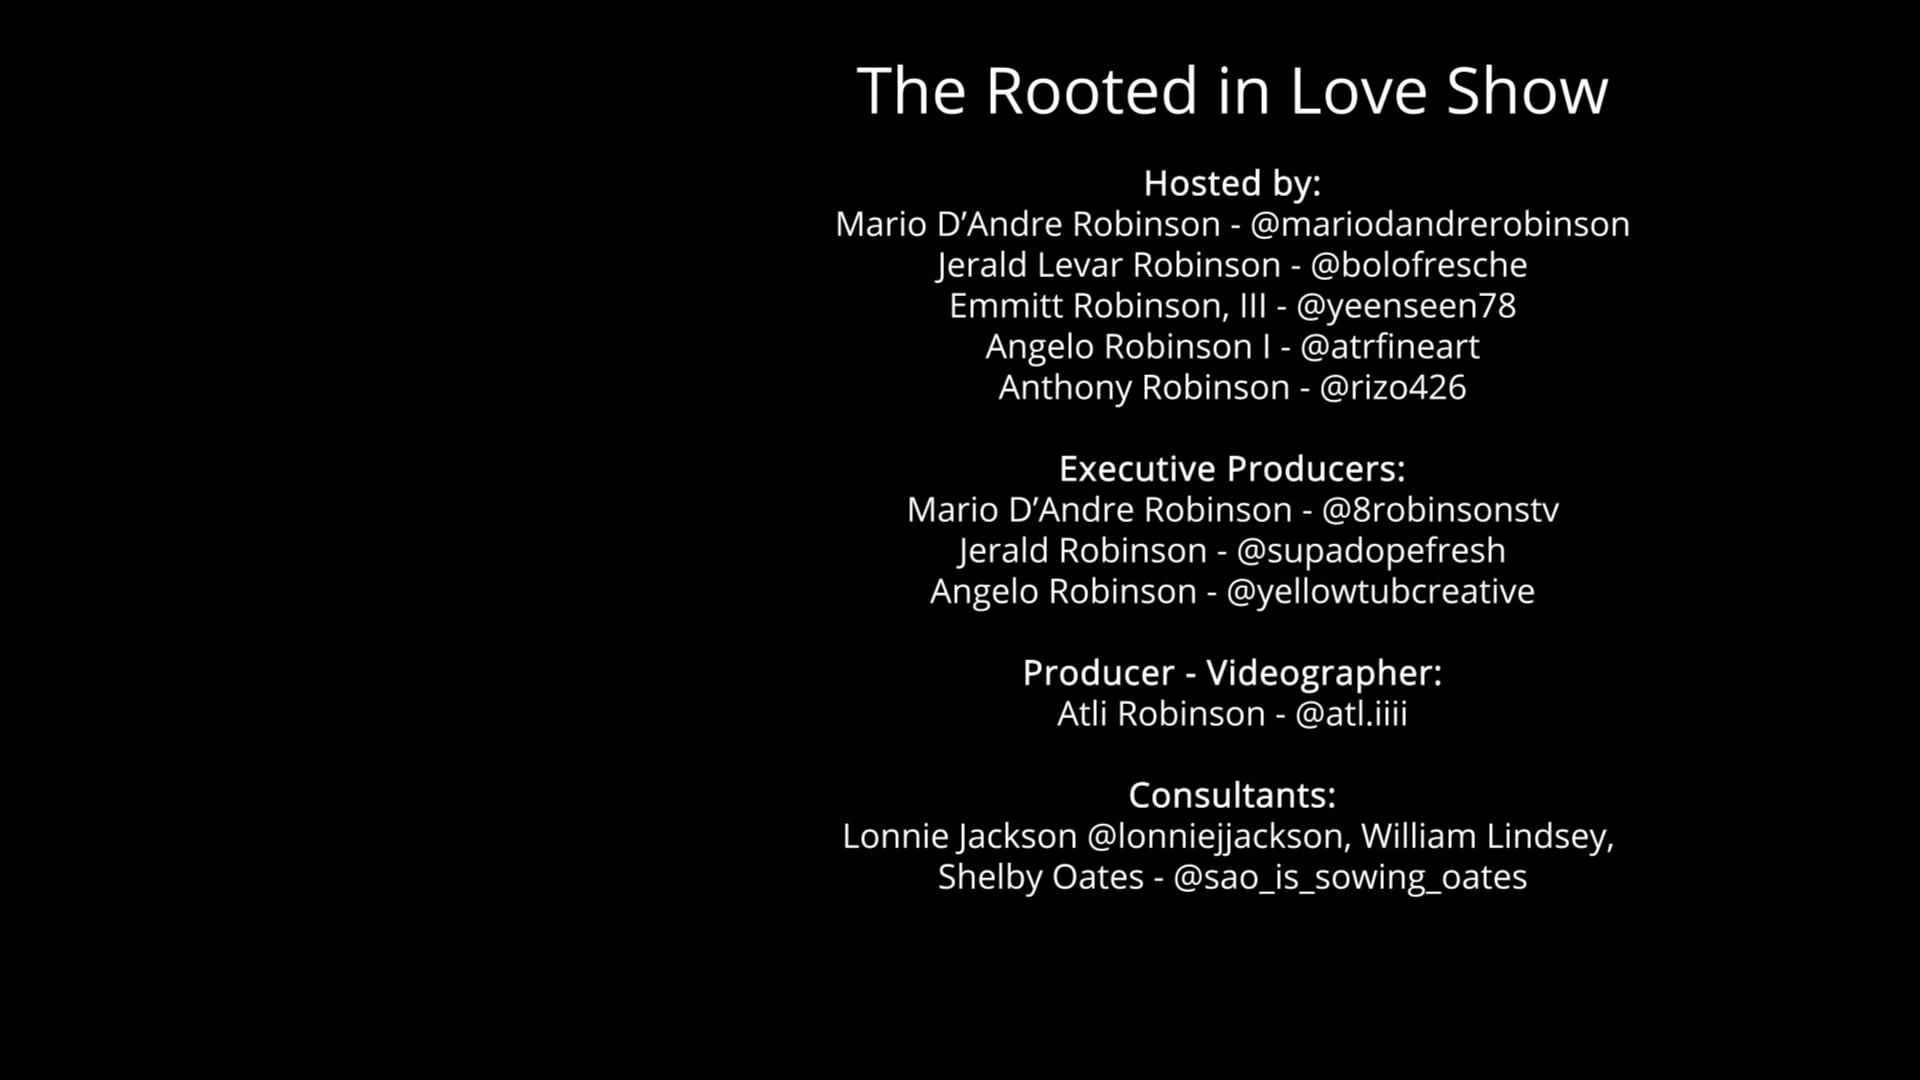 The Rooted in Love Show
Hosted by:
Mario D’Andre Robinson - @mariodandrerobinson
Jerald Levar Robinson - @bolofresche
Emmitt Robinson, III - @yeenseen78
Angelo Robinson I - @atrfineart
Anthony Robinson - @rizo426
Executive Producers:
Mario D’Andre Robinson - @8robinsonstv
Jerald Robinson - @supadopefresh
Angelo Robinson - @yellowtubcreative
Producer - Videographer:
Atli Robinson - @atl.iiii
Consultants:
Lonnie Jackson @lonniejjackson, William Lindsey,
Shelby Oates - @sao_is_sowing_oates